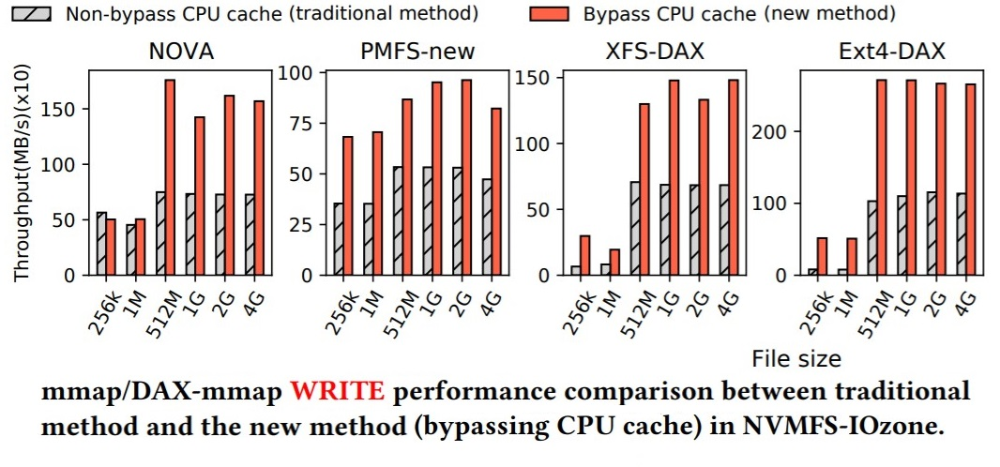 Non-bypass CPU cache (traditional method) Bypass CPU cache (new method)
NOVA PMFS-new XFS-DAX Ext4-DAX
Throughput(MB/s)(x10)
150
100
50
0
256k 1M 512M 1G 2G 4G
100
75
50
25
0
256k 1M 512M 1G 2G 4G
150
100
50
0
256k 1M 512M 1G 2G 4G
200
100
0
256k 1M 512M 1G 2G 4G
File size
mmap/DAX-mmap WRITE performance comparison between traditional
method and the new method (bypassing CPU cache) in NVMFS-IOzone.